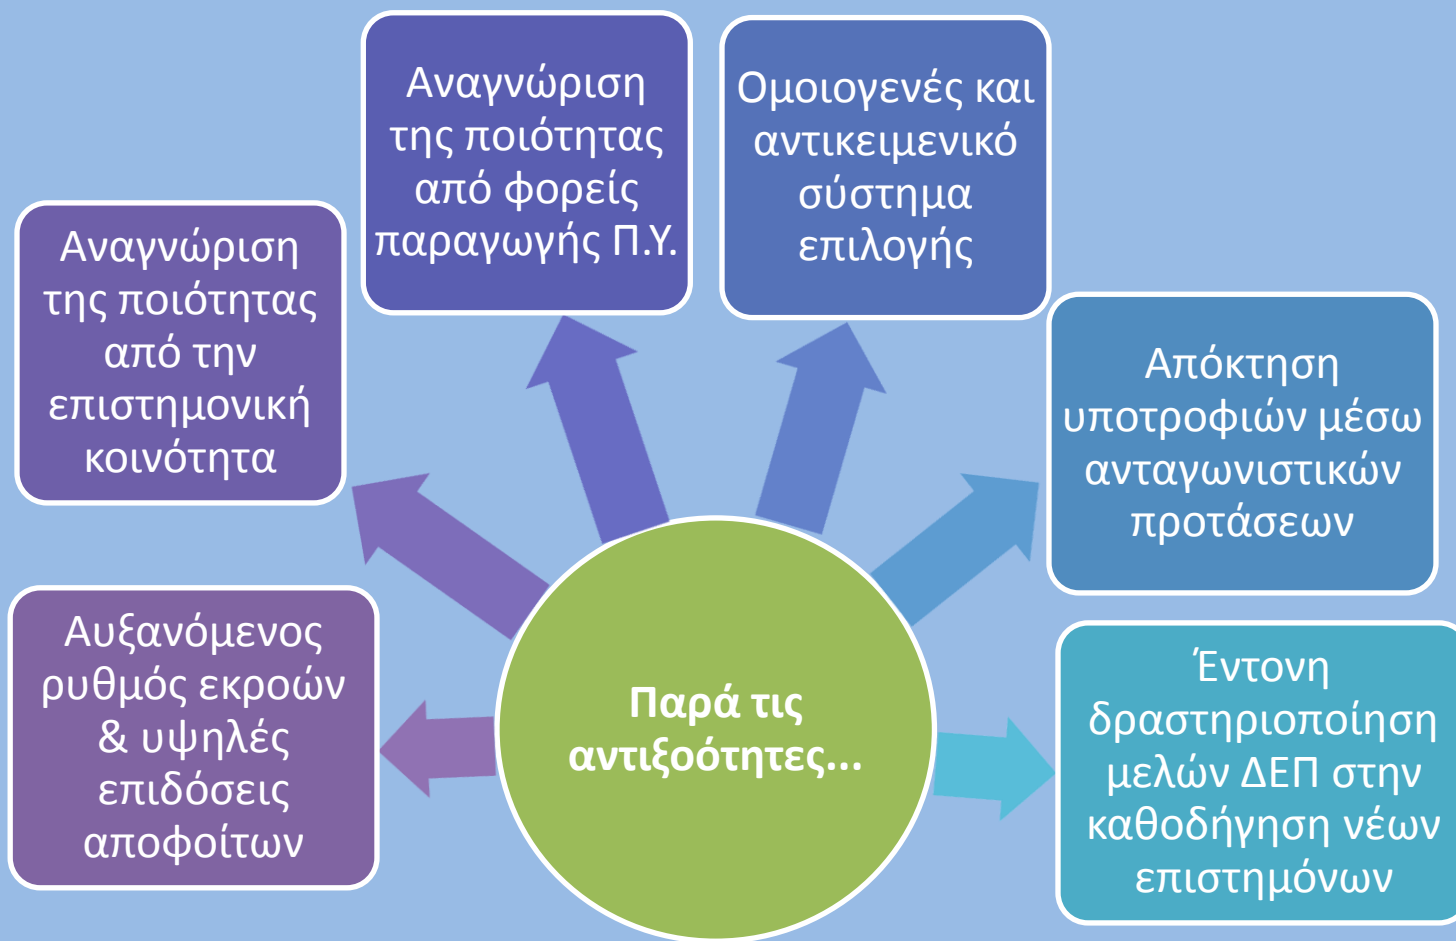 Αναγνώριση
της ποιότητας
από φορείς
παραγωγής Π.Υ.
Ομοιογενές και
αντικειμενικό
σύστημα
επιλογής
Αναγνώριση
της ποιότητας
από την
επιστημονική
κοινότητα
Απόκτηση
υποτροφιών μέσω
ανταγωνιστικών
προτάσεων
Αυξανόμενος
ρυθμός εκροών
& υψηλές
επιδόσεις
αποφοίτων
Παρά τις
αντιξοότητες...
Έντονη
δραστηριοποίηση
μελών ΔΕΠ στην
καθοδήγηση νέων
επιστημόνων